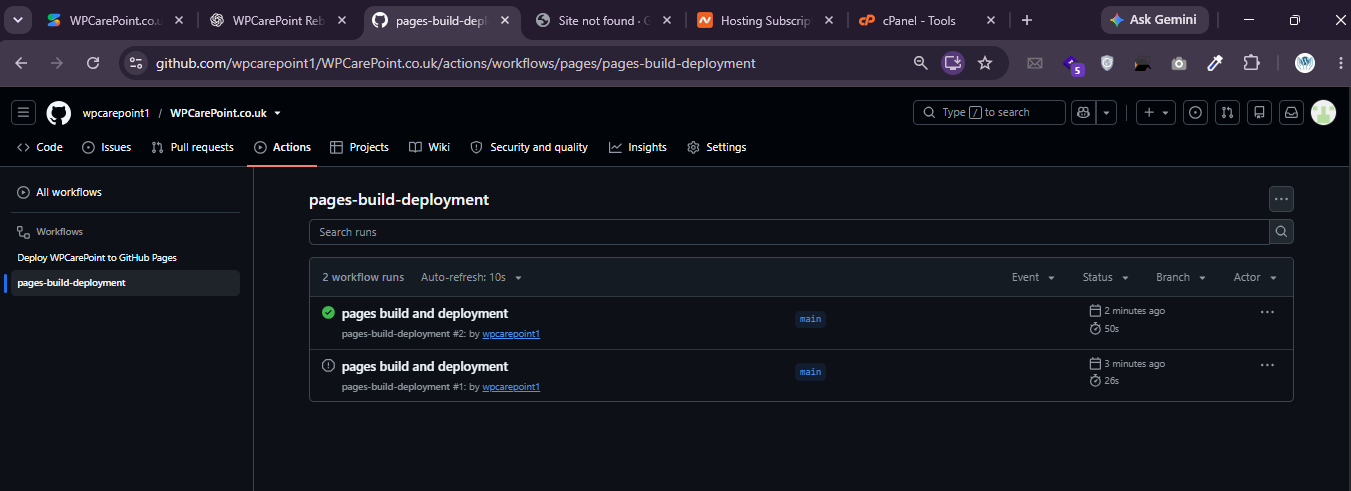 WPCarePoint.co.u
WPCarePoint Reb
pages-build-depl
Site not found · G
Hosting Subscrip
cPanel - Tools
Ask Gemini
github.com/wpcarepoint1/WPCarePoint.co.uk/actions/workflows/pages/pages-build-deployment
5
wpcarepoint1 / WPCarePoint.co.uk
Type / to search
Code
Issues
Pull requests
Actions
Projects
Wiki
Security and quality
Insights
Settings
All workflows
Workflows
Deploy WPCarePoint to GitHub Pages
pages-build-deployment
pages-build-deployment
Search runs
2 workflow runs
Auto-refresh: 10s
Event
Status
Branch
Actor
pages build and deployment
pages-build-deployment #2: by wpcarepoint1
main
2 minutes ago
50s
pages build and deployment
pages-build-deployment #1: by wpcarepoint1
main
3 minutes ago
26s